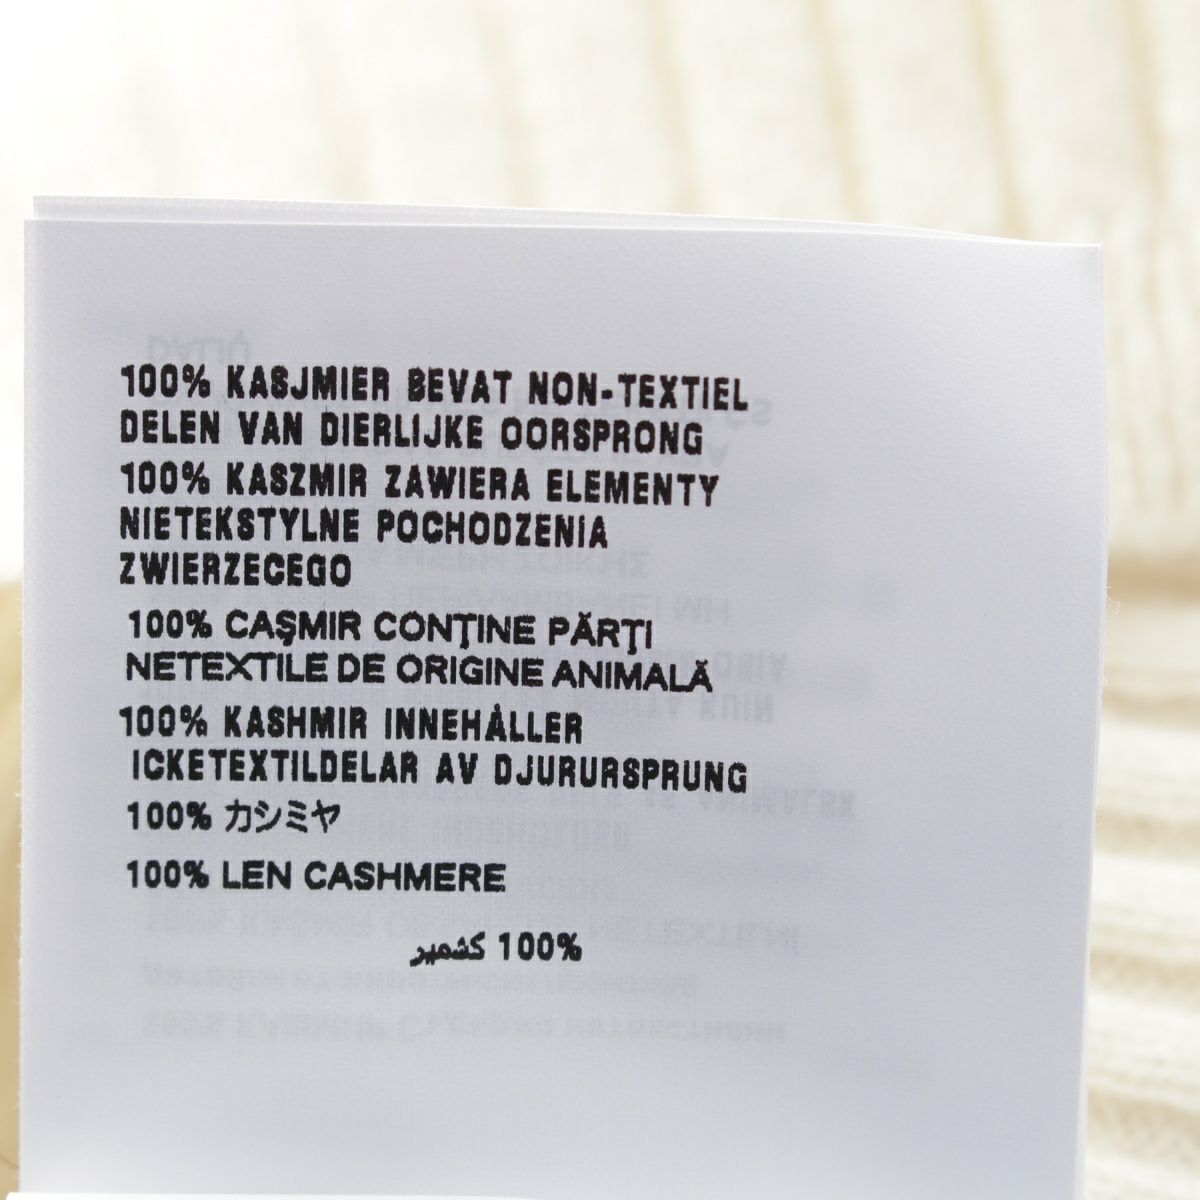 100% KASJMIER BEVAT NON-TEXTIEL
DELEN VAN DIERLIJKE OORSPRONG
100% KASZMIR ZAWIERA ELEMENTY
NIETEKSTYLNE POCHODZENIA
ZWIERZECEGO
100% CAŞMIR CONŢINE PĂRŢI
NETEXTILE DE ORIGINE ANIMALĂ
100% KASHMIR INNEHÅLLER
ICKETEXTILDELAR AV DJURURSPRUNG
100% カシミヤ
100% LEN CASHMERE
100% كشمير